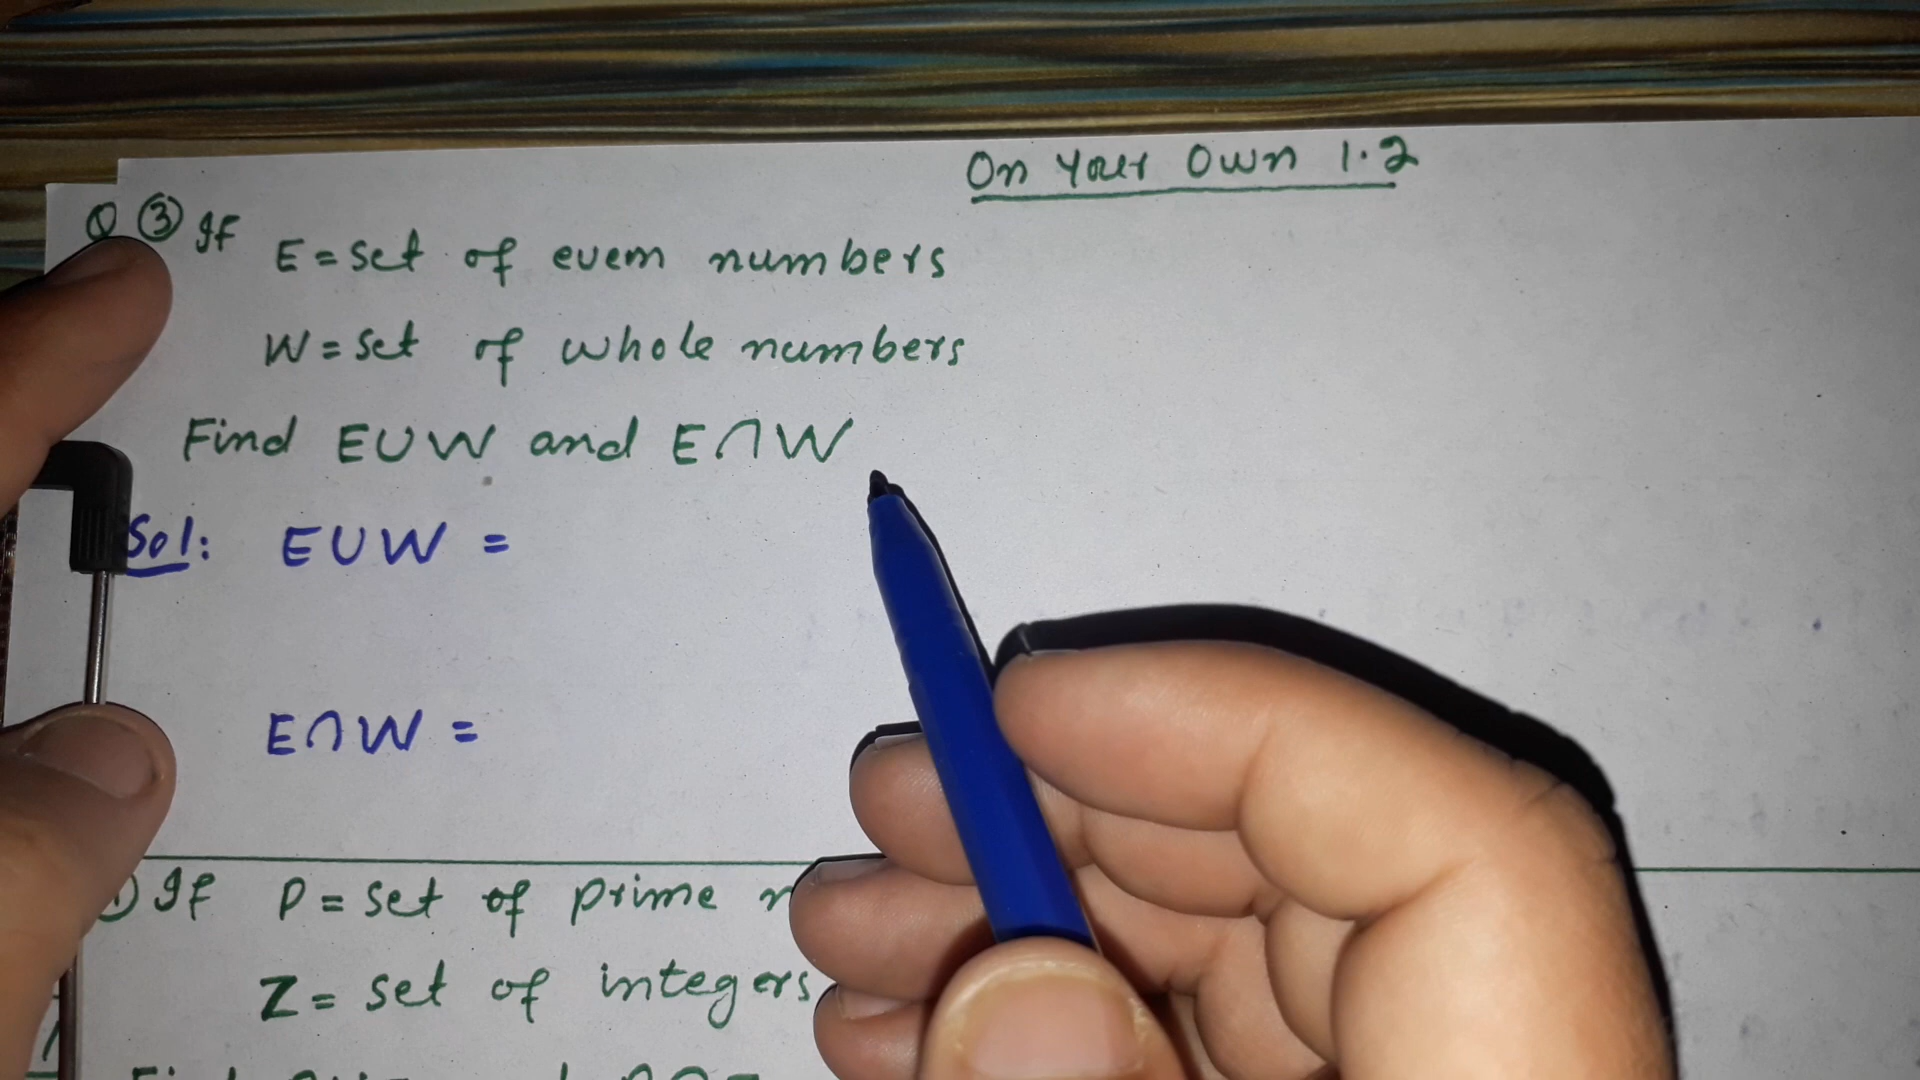 On Your Own 1.2
Q ③ If E = set of even numbers
W = set of whole numbers
Find E∪W and E∩W
Sol: E∪W =
E∩W =
If P = set of prime
Z = set of integers